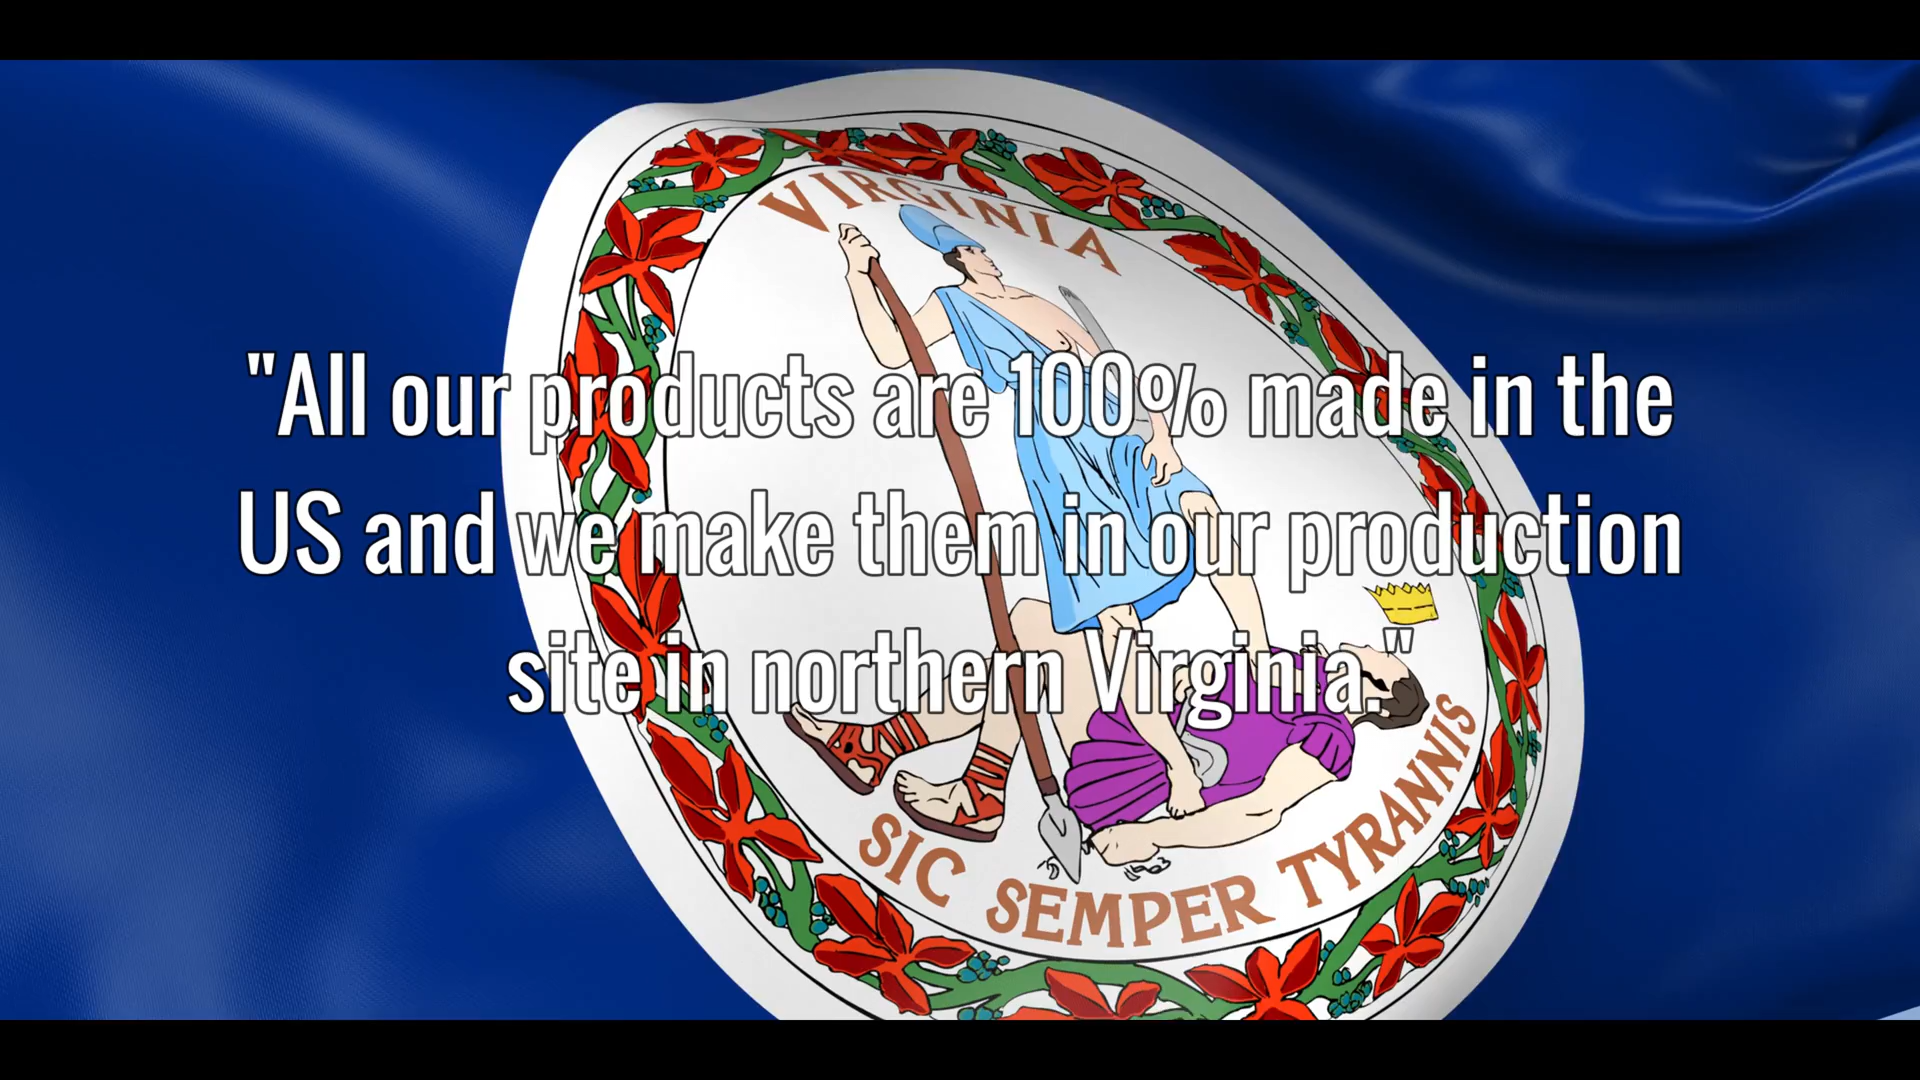 VIRGINIA
"All our products are 100% made in the
US and we make them in our production
site in northern Virginia."
SIC SEMPER TYRANNIS